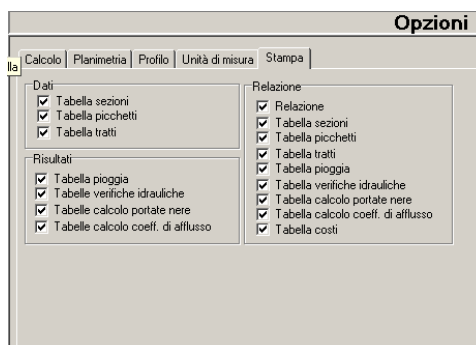 Opzioni
lla
Calcolo Planimetria Profilo Unità di misura Stampa
Dati
Tabella sezioni
Tabella picchetti
Tabella tratti
Risultati
Tabella pioggia
Tabelle verifiche idrauliche
Tabelle calcolo portate nere
Tabelle calcolo coeff. di afflusso
Relazione
Relazione
Tabella sezioni
Tabella picchetti
Tabella tratti
Tabella pioggia
Tabella verifiche idrauliche
Tabella calcolo portate nere
Tabella calcolo coeff. di afflusso
Tabella costi